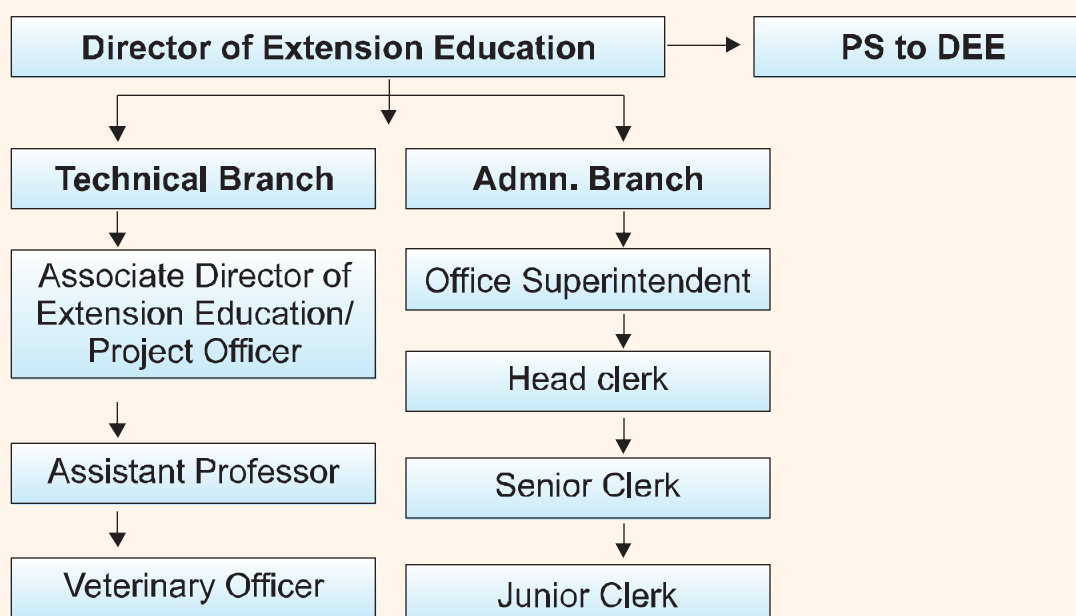 Director of Extension Education
PS to DEE
Technical Branch
Admn. Branch
Associate Director of
Extension Education/
Project Officer
Office Superintendent
Head clerk
Assistant Professor
Senior Clerk
Veterinary Officer
Junior Clerk